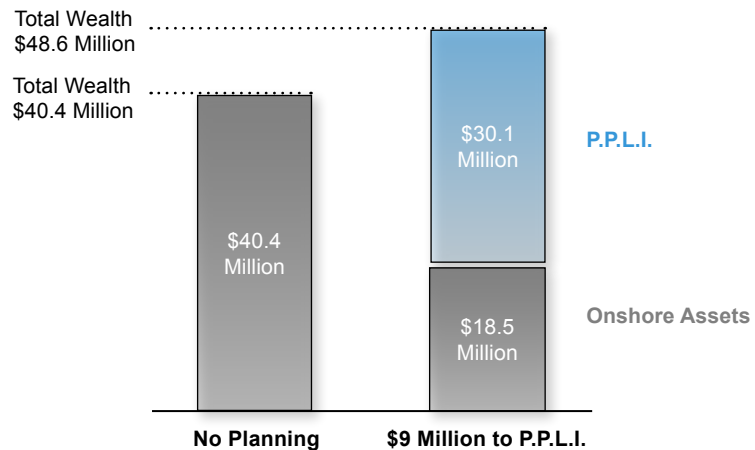 Total Wealth
$48.6 Million
Total Wealth
$40.4 Million
$30.1
Million
P.P.L.I.
$40.4
Million
$18.5
Million
Onshore Assets
No Planning
$9 Million to P.P.L.I.